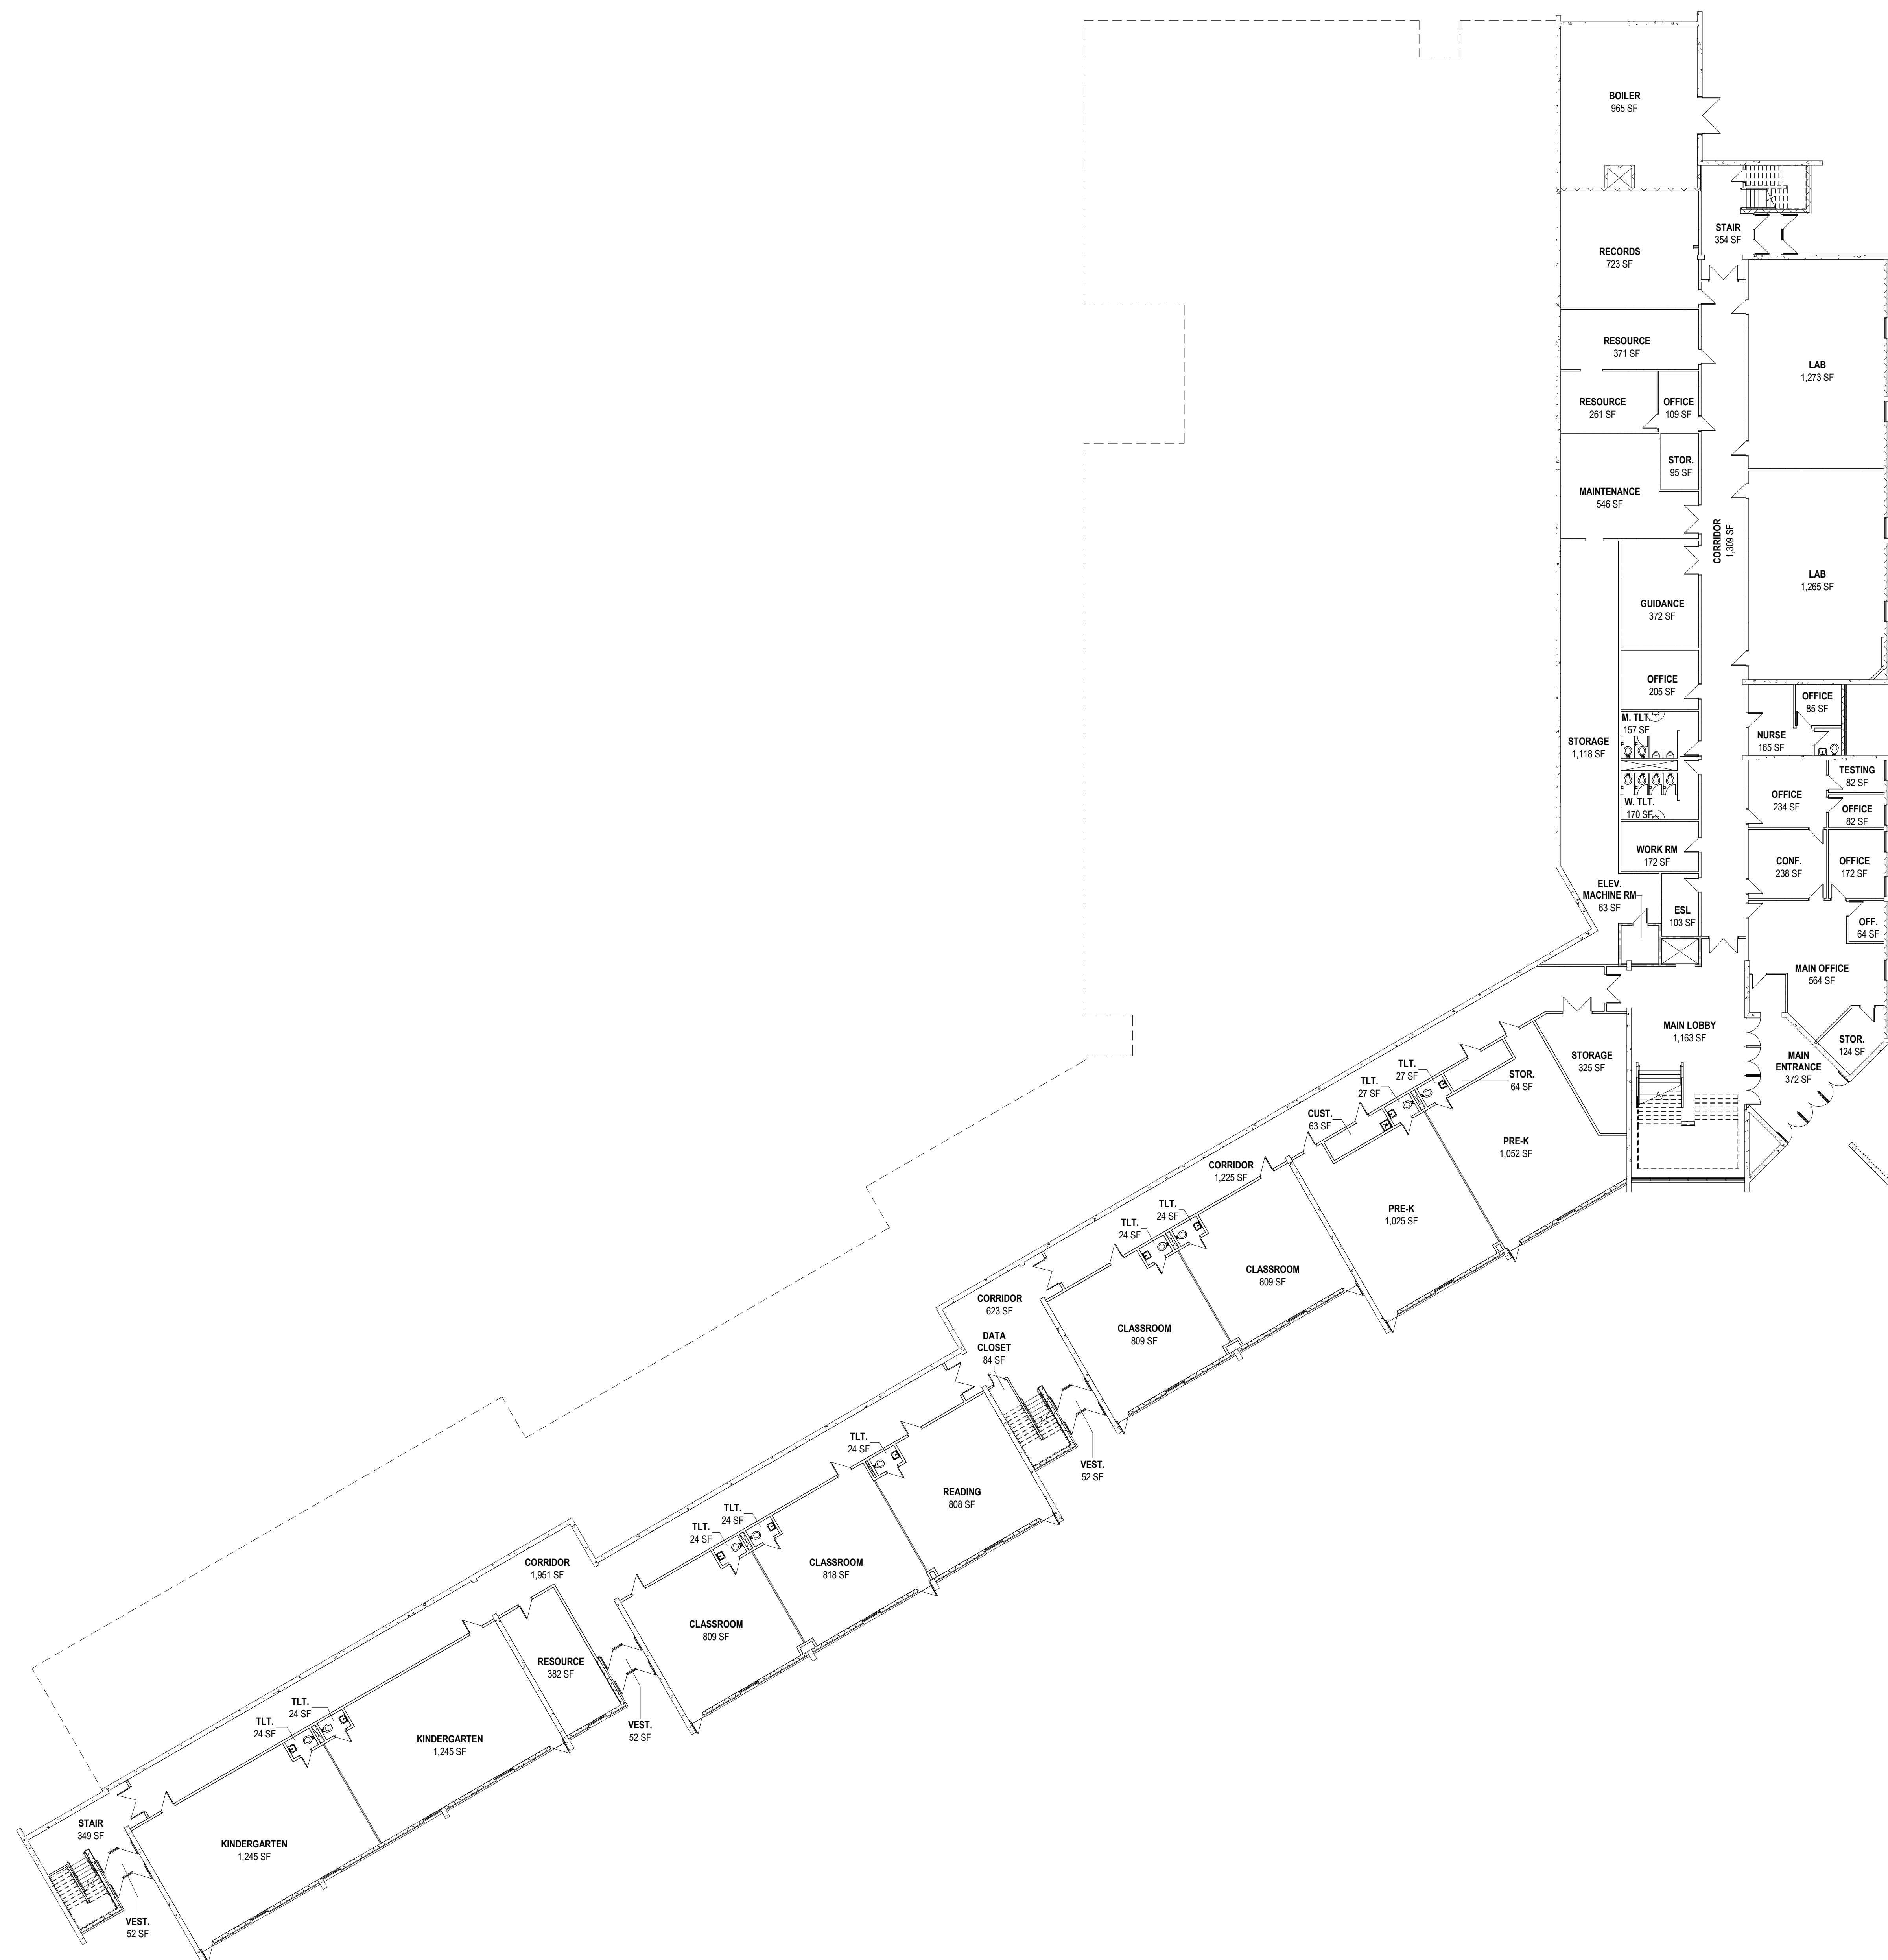 BOILER
965 SF
STAIR
354 SF
RECORDS
723 SF
RESOURCE
371 SF
LAB
1,273 SF
RESOURCE
261 SF
OFFICE
109 SF
STOR.
95 SF
MAINTENANCE
546 SF
CORRIDOR
1,309 SF
LAB
1,265 SF
GUIDANCE
372 SF
OFFICE
205 SF
OFFICE
85 SF
M. TLT.
157 SF
NURSE
165 SF
STORAGE
1,118 SF
TESTING
82 SF
OFFICE
234 SF
W. TLT.
170 SF
OFFICE
82 SF
WORK RM
172 SF
CONF.
238 SF
OFFICE
172 SF
ELEV.
MACHINE RM
63 SF
ESL
103 SF
OFF.
64 SF
MAIN OFFICE
564 SF
MAIN LOBBY
1,163 SF
STOR.
124 SF
MAIN
ENTRANCE
372 SF
STORAGE
325 SF
TLT.
27 SF
STOR.
64 SF
TLT.
27 SF
CUST.
63 SF
PRE-K
1,052 SF
CORRIDOR
1,225 SF
PRE-K
1,025 SF
TLT.
24 SF
TLT.
24 SF
CLASSROOM
809 SF
CORRIDOR
623 SF
CLASSROOM
809 SF
DATA
CLOSET
84 SF
VEST.
52 SF
TLT.
24 SF
READING
808 SF
TLT.
24 SF
TLT.
24 SF
CLASSROOM
818 SF
CORRIDOR
1,951 SF
CLASSROOM
809 SF
RESOURCE
382 SF
VEST.
52 SF
TLT.
24 SF
TLT.
24 SF
KINDERGARTEN
1,245 SF
STAIR
349 SF
KINDERGARTEN
1,245 SF
VEST.
52 SF